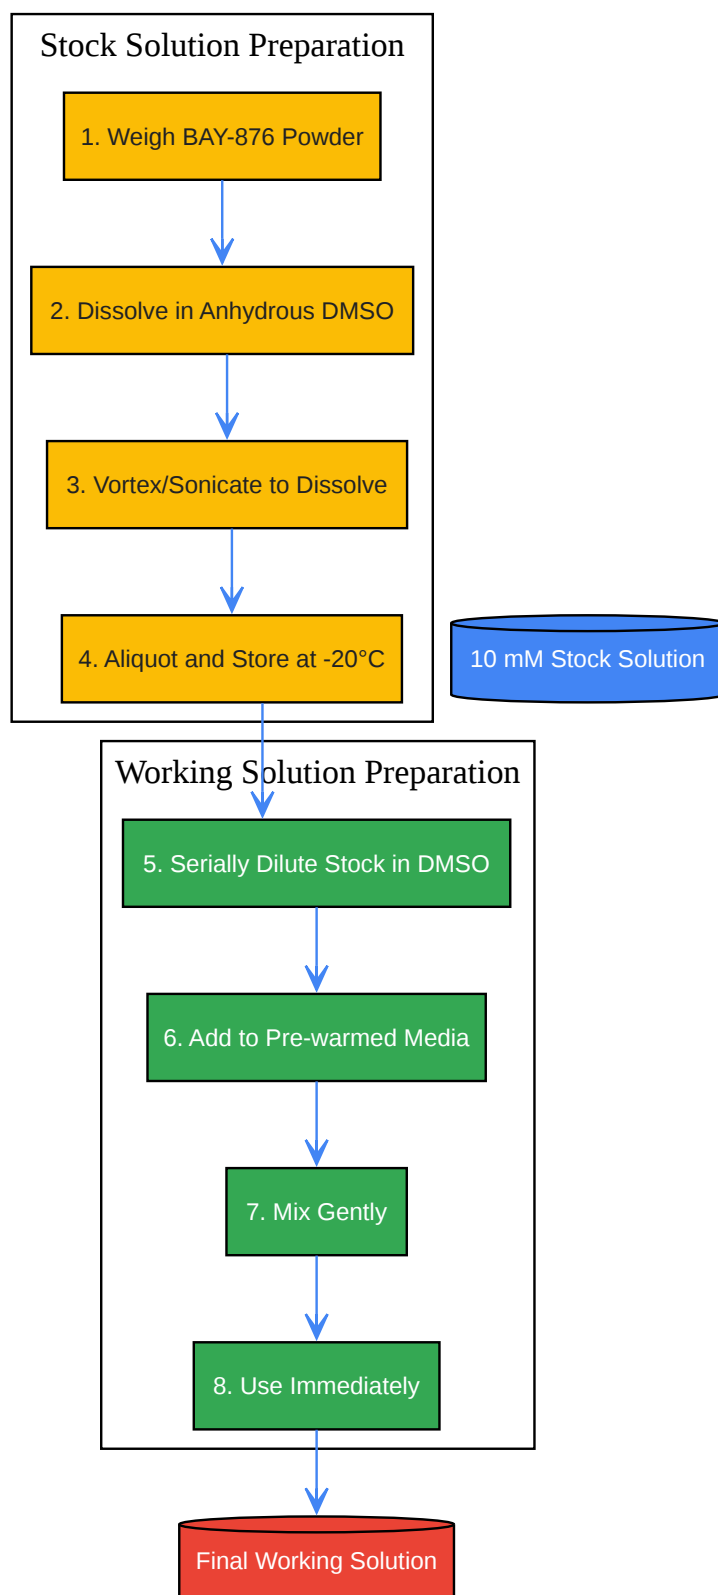 Stock Solution Preparation
1. Weigh BAY-876 Powder
2. Dissolve in Anhydrous DMSO
3. Vortex/Sonicate to Dissolve
4. Aliquot and Store at -20°C
10 mM Stock Solution
Working Solution Preparation
5. Serially Dilute Stock in DMSO
6. Add to Pre-warmed Media
7. Mix Gently
8. Use Immediately
Final Working Solution